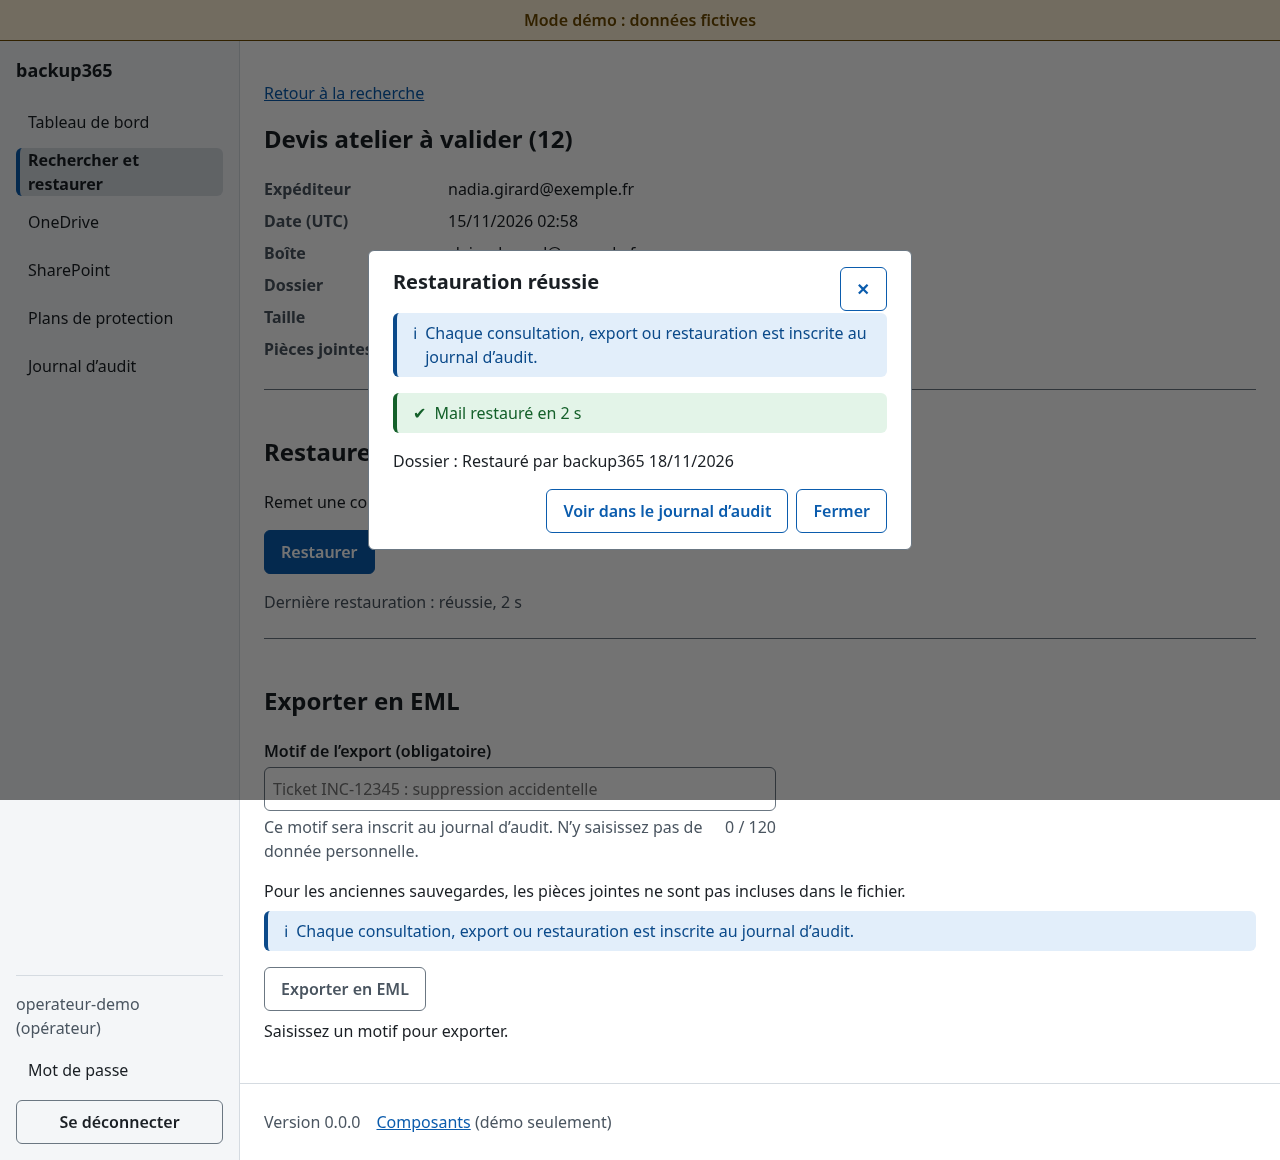 Mode démo : données fictives
backup365
Tableau de bord
Rechercher et
restaurer
OneDrive
SharePoint
Plans de protection
Journal d’audit
operateur-demo
(opérateur)
Mot de passe
Se déconnecter
Retour à la recherche
Devis atelier à valider (12)
Expéditeur nadia.girard@exemple.fr
Date (UTC) 15/11/2026 02:58
Boîte
Dossier
Taille
Pièces jointes
Restauration réussie
×
i Chaque consultation, export ou restauration est inscrite au
journal d’audit.
✔ Mail restauré en 2 s
Dossier : Restauré par backup365 18/11/2026
Voir dans le journal d’audit Fermer
Remet une co
Restaurer
Dernière restauration : réussie, 2 s
Exporter en EML
Motif de l’export (obligatoire)
Ticket INC-12345 : suppression accidentelle
Ce motif sera inscrit au journal d’audit. N’y saisissez pas de 0 / 120
donnée personnelle.
Pour les anciennes sauvegardes, les pièces jointes ne sont pas incluses dans le fichier.
i Chaque consultation, export ou restauration est inscrite au journal d’audit.
Exporter en EML
Saisissez un motif pour exporter.
Version 0.0.0 Composants (démo seulement)